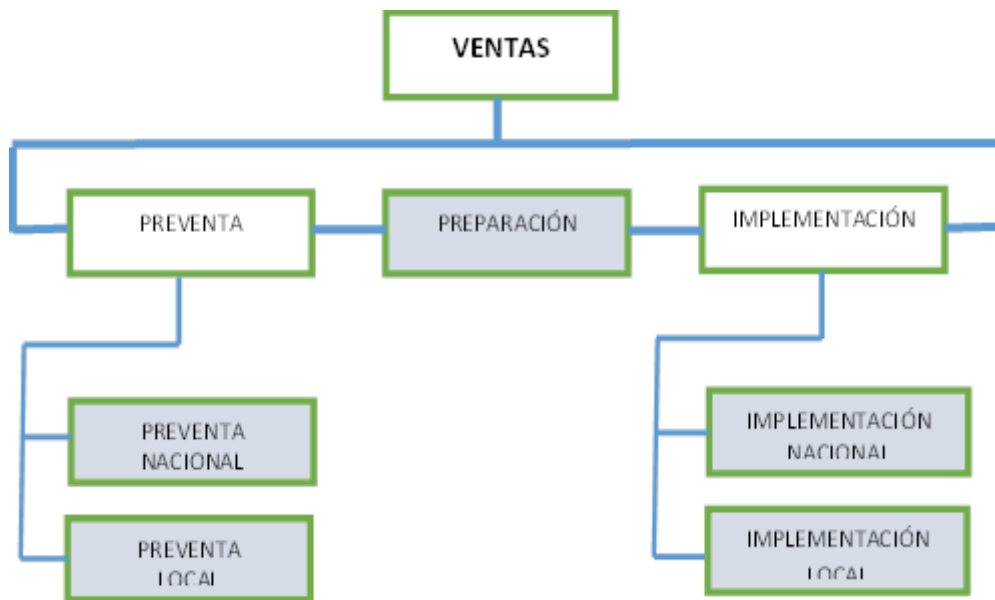 VENTAS
PREVENTA
PREPARACIÓN
IMPLEMENTACIÓN
PREVENTA
NACIONAL
IMPLEMENTACIÓN
NACIONAL
PREVENTA
LOCAL
IMPLEMENTACIÓN
LOCAL